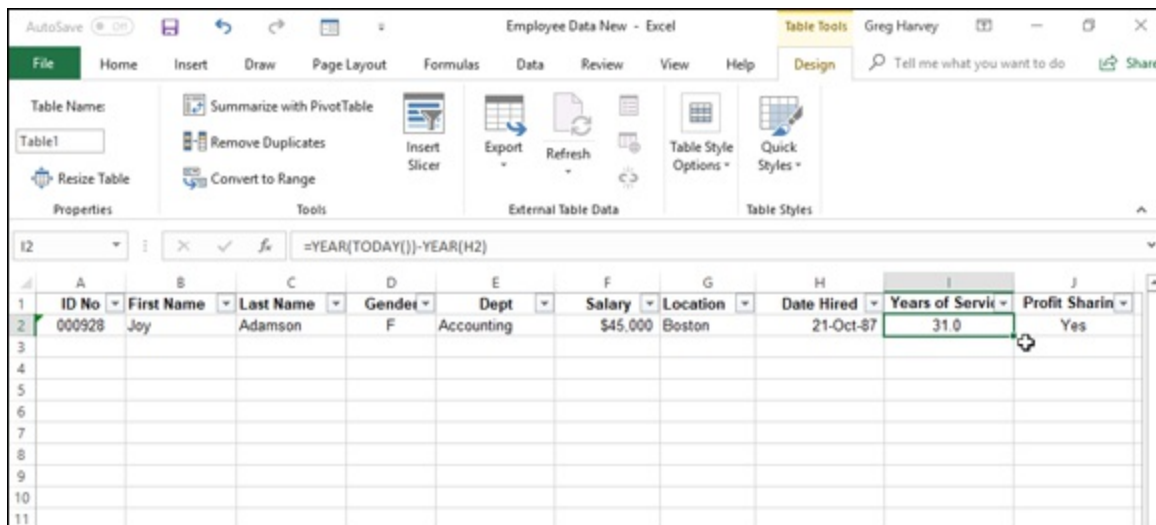 AutoSave Off Employee Data New - Excel Table Tools Greg Harvey
File Home Insert Draw Page Layout Formulas Data Review View Help Design Tell me what you want to do Share
Table Name:
Table1
Resize Table
Properties
Summarize with PivotTable
Remove Duplicates
Convert to Range
Tools
Insert
Slicer
Export
Refresh
External Table Data
Table Style
Options
Quick
Styles
Table Styles
I2 fx =YEAR(TODAY())-YEAR(H2)
A B C D E F G H I J
1 ID No First Name Last Name Gender Dept Salary Location Date Hired Years of Servic Profit Sharin
2 000928 Joy Adamson F Accounting $45,000 Boston 21-Oct-87 31.0 Yes
3
4
5
6
7
8
9
10
11